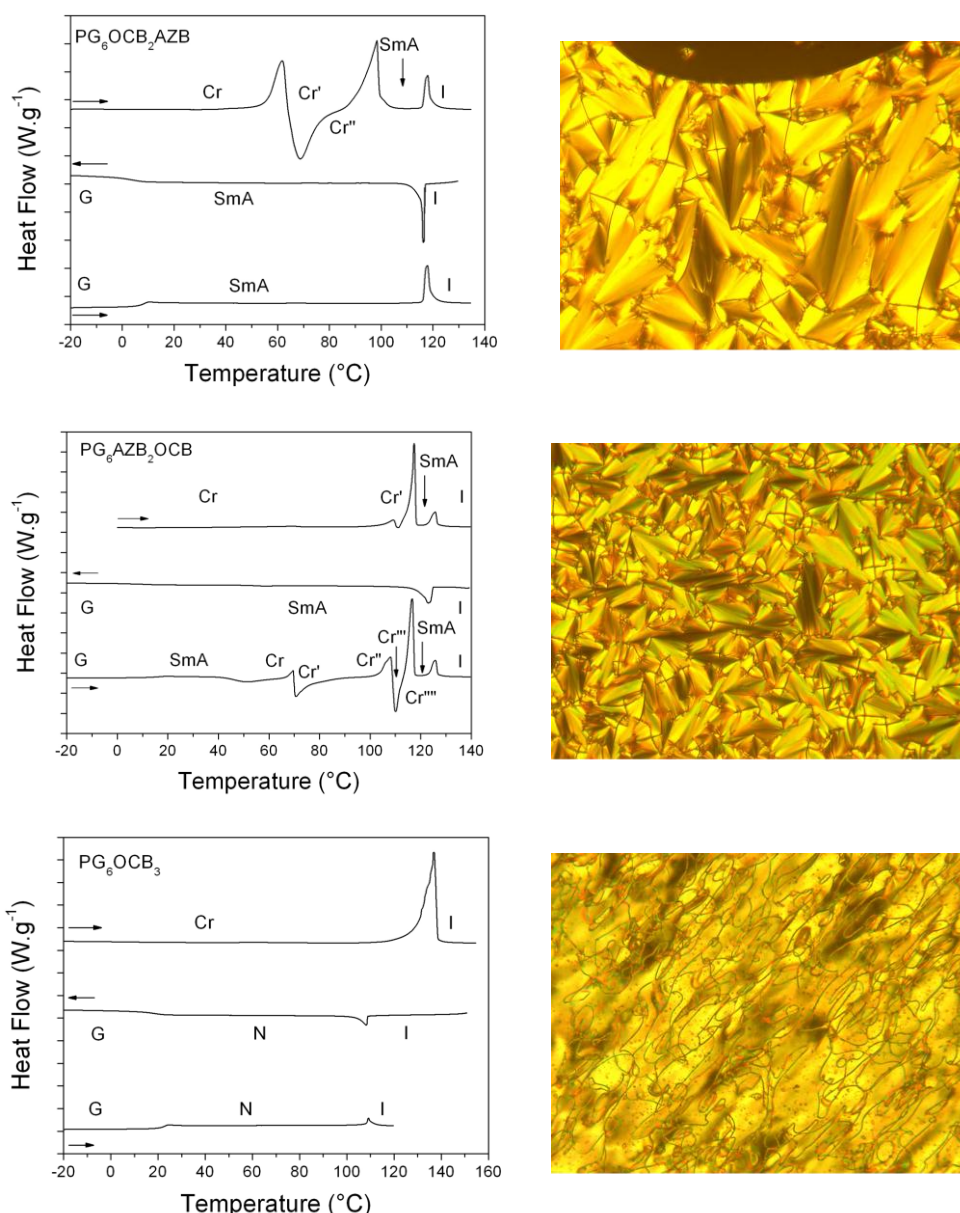 PG₆OCB₂AZB
SmA
Cr Cr' I
Cr''
G SmA I
G SmA I
Heat Flow (W.g⁻¹)
-20 0 20 40 60 80 100 120 140
Temperature (°C)
PG₆AZB₂OCB
SmA
Cr Cr' I
G SmA I
Cr''' SmA
G SmA Cr Cr' Cr'' I
Cr''''
Heat Flow (W.g⁻¹)
-20 0 20 40 60 80 100 120 140
Temperature (°C)
PG₆OCB₃
Cr I
G N I
G N I
Heat Flow (W.g⁻¹)
-20 0 20 40 60 80 100 120 140 160
Temperature (°C)